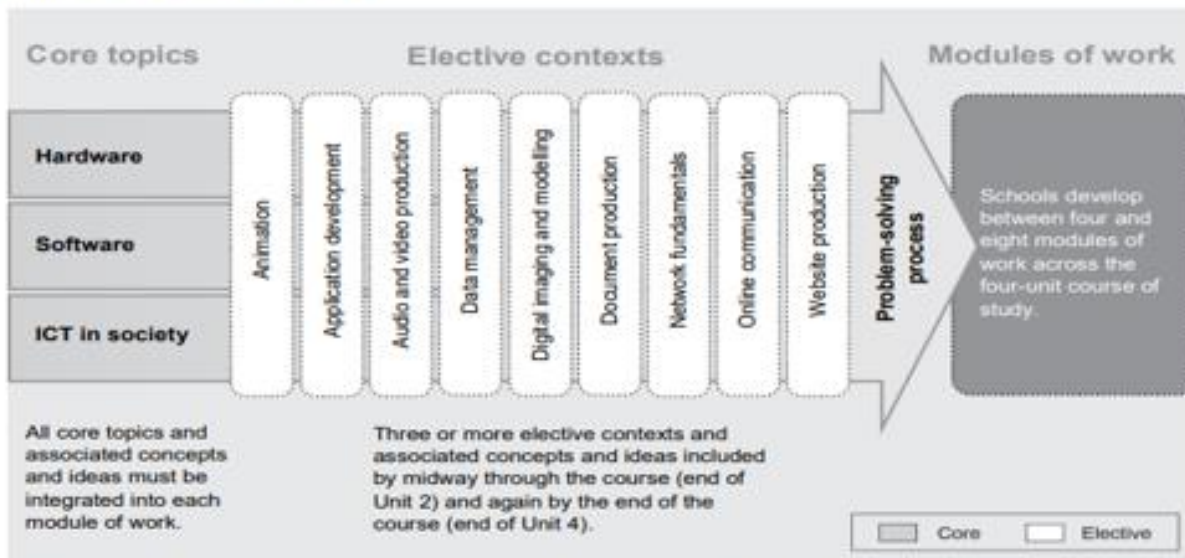 Core topics
Elective contexts
Modules of work
Hardware
Software
ICT in society
Animation
Application development
Audio and video production
Data management
Digital imaging and modelling
Document production
Network fundamentals
Online communication
Website production
Problem-solving
process
Schools develop
between four and
eight modules of
work across the
four-unit course of
study.
All core topics and
associated concepts
and ideas must be
integrated into each
module of work.
Three or more elective contexts and
associated concepts and ideas included
by midway through the course (end of
Unit 2) and again by the end of the
course (end of Unit 4).
Core
Elective